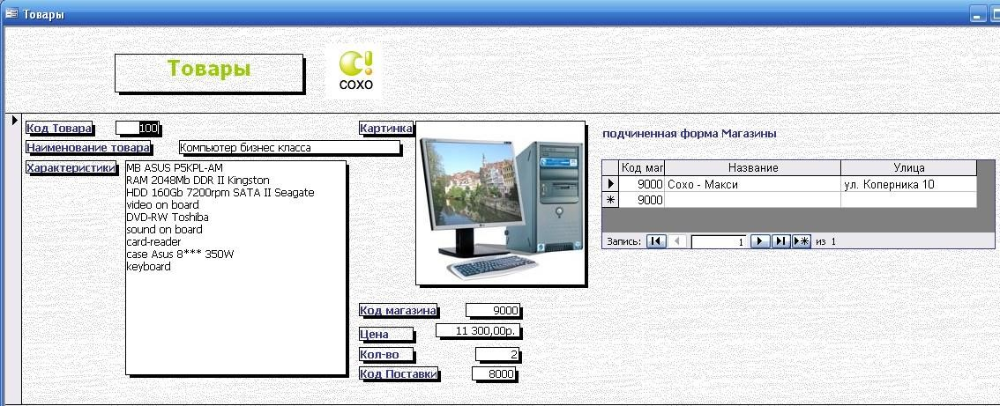 Товары
Товары
COXO
Код Товара 100
Наименование товара Компьютер бизнес класса
Характеристики
MB ASUS P5KPL-AM
RAM 2048Mb DDR II Kingston
HDD 160Gb 7200rpm SATA II Seagate
video on board
DVD-RW Toshiba
sound on board
card-reader
case Asus 8*** 350W
keyboard
Картинка
Код магазина 9000
Цена 11 300,00р.
Кол-во 2
Код Поставки 8000
подчиненная форма Магазины
Код маг Название Улица
9000 Сохо - Макси ул. Коперника 10
9000
Запись: 1 из 1